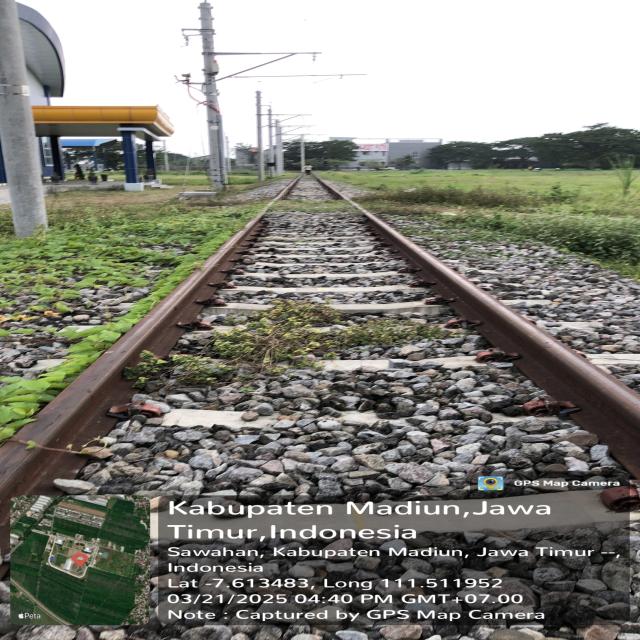 GPS Map Camera
Kabupaten Madiun,Jawa
Timur,Indonesia
Sawahan, Kabupaten Madiun, Jawa Timur --,
Indonesia
Lat -7.613483, Long 111.511952
03/21/2025 04:40 PM GMT+07.00
Note : Captured by GPS Map Camera
Peta